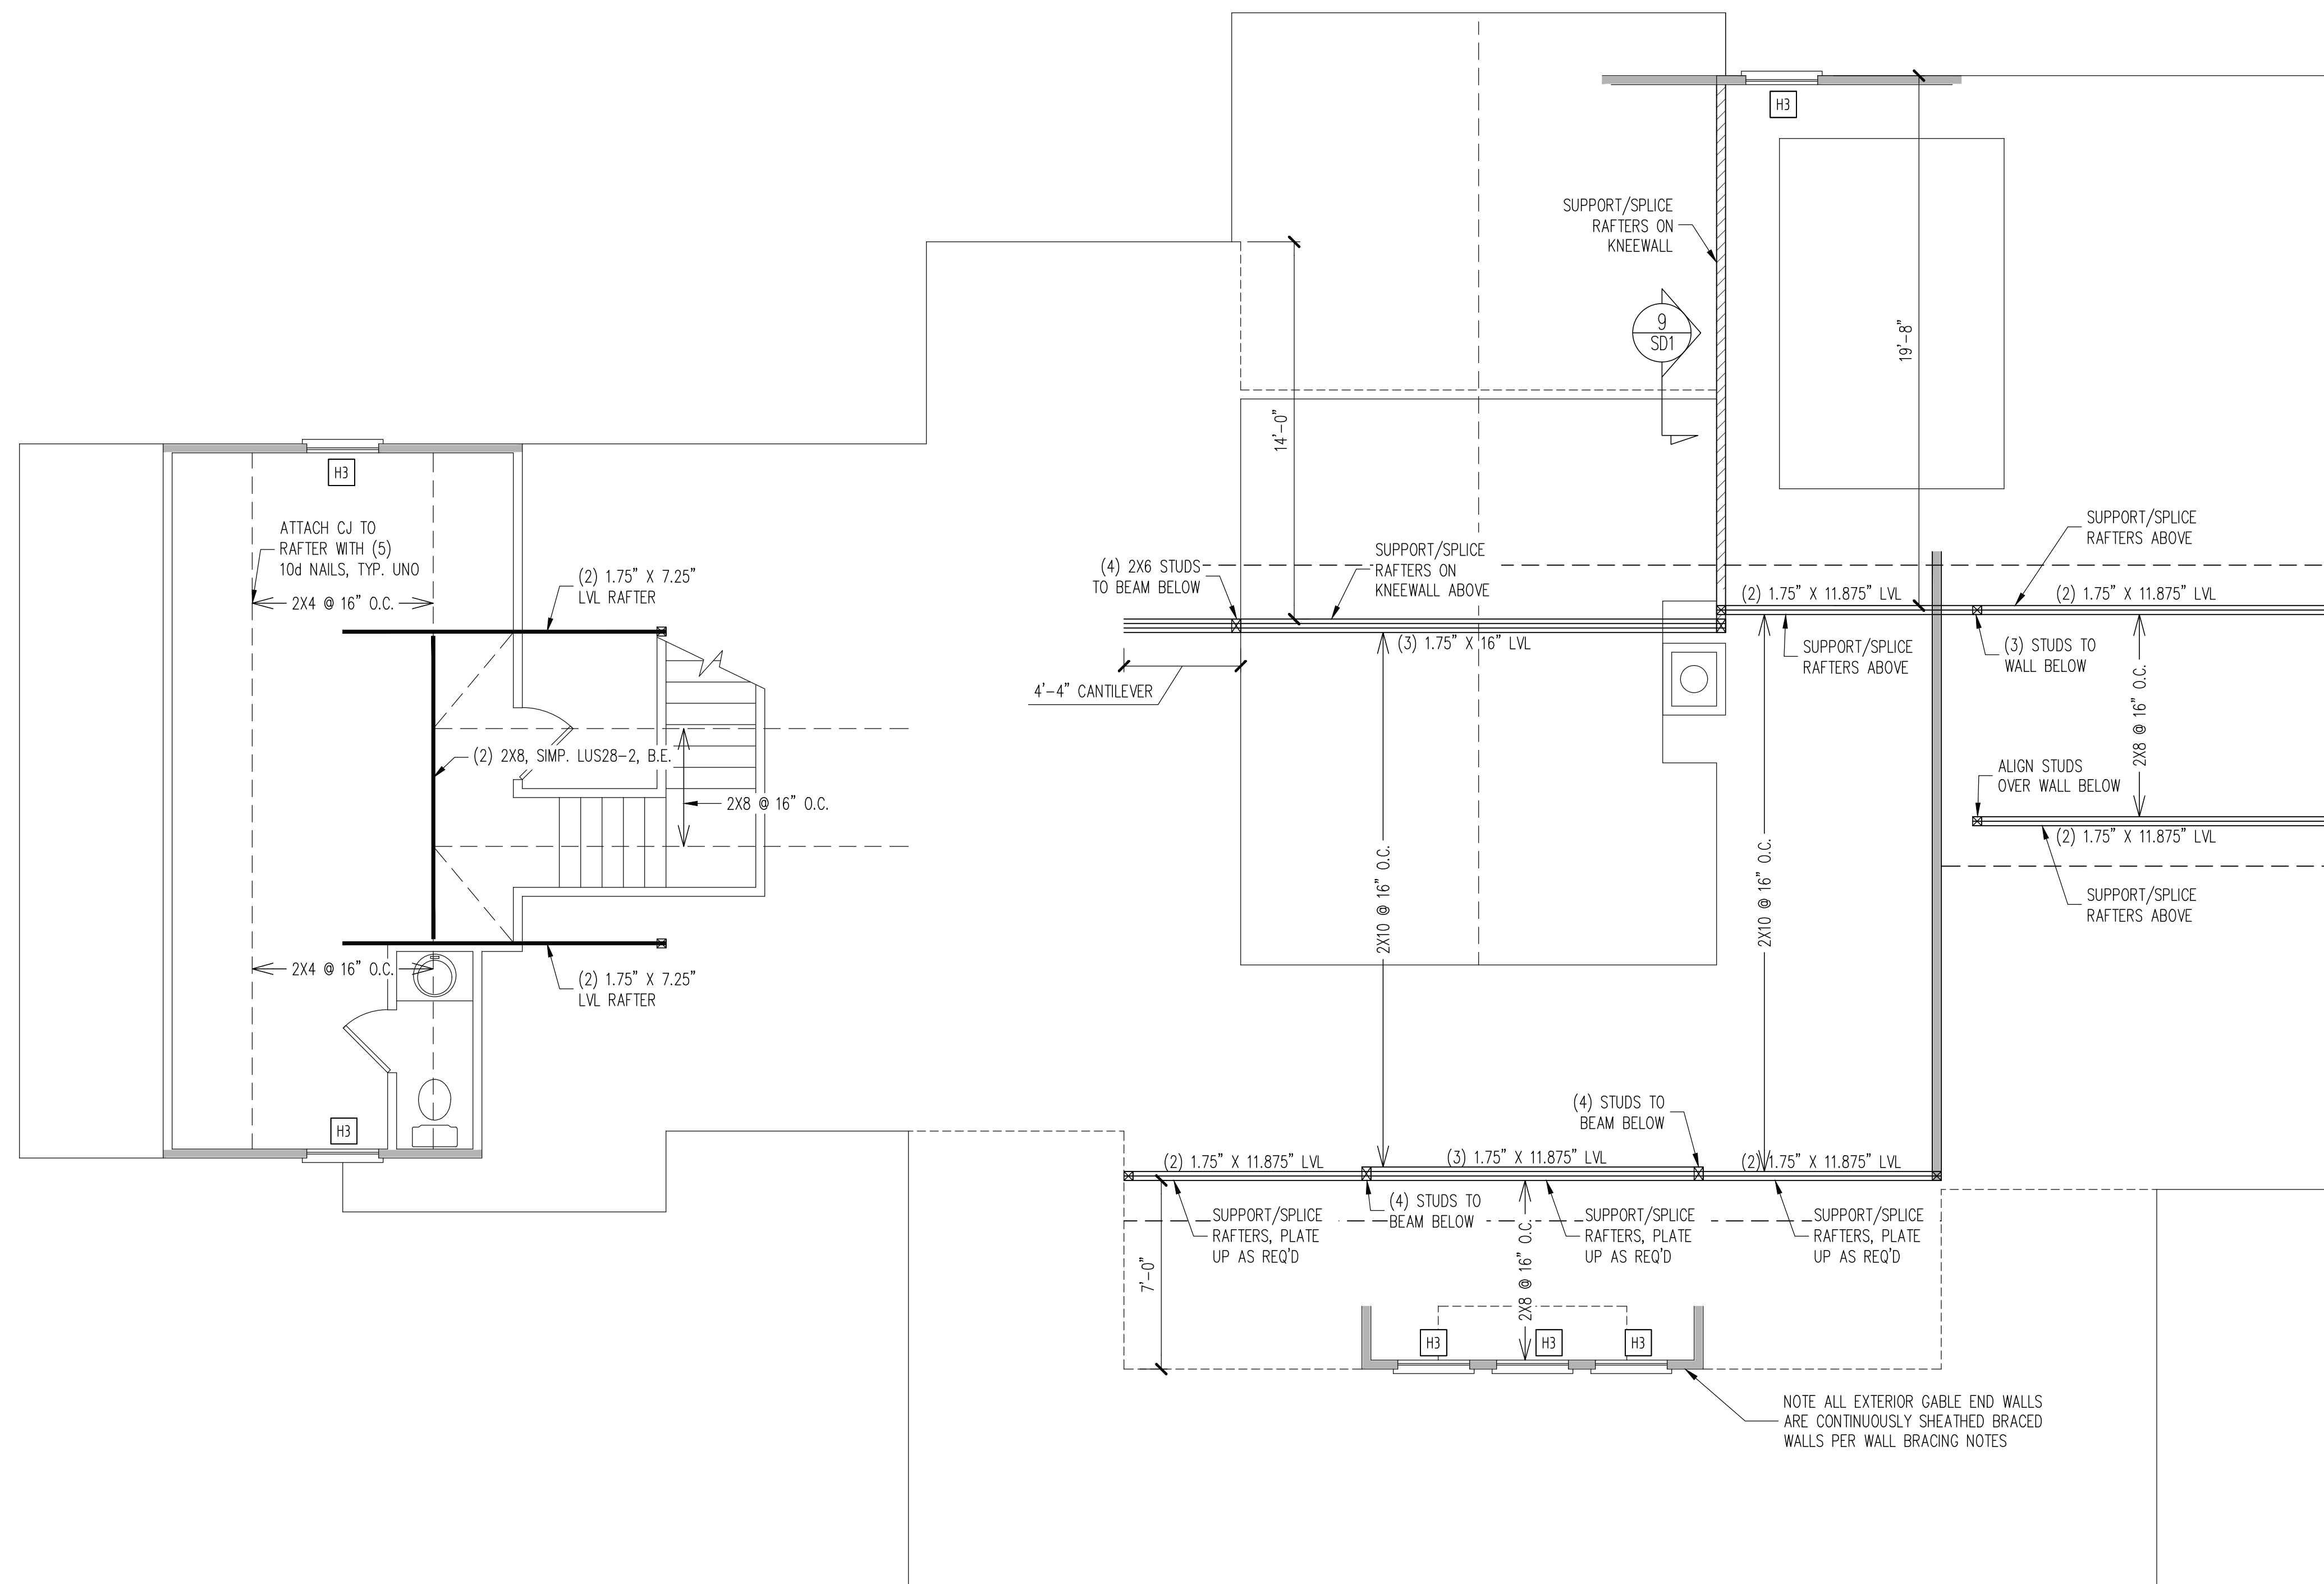 H3
SUPPORT/SPLICE
RAFTERS ON
KNEEWALL
9
SD1
19'-8"
14'-0"
H3
ATTACH CJ TO
RAFTER WITH (5)
10d NAILS, TYP. UNO
2X4 @ 16" O.C.
(2) 1.75" X 7.25"
LVL RAFTER
(4) 2X6 STUDS
TO BEAM BELOW
SUPPORT/SPLICE
RAFTERS ON
KNEEWALL ABOVE
(3) 1.75" X 16" LVL
4'-4" CANTILEVER
SUPPORT/SPLICE
RAFTERS ABOVE
(2) 1.75" X 11.875" LVL
(2) 1.75" X 11.875" LVL
SUPPORT/SPLICE
RAFTERS ABOVE
(3) STUDS TO
WALL BELOW
2X8 @ 16" O.C.
ALIGN STUDS
OVER WALL BELOW
(2) 1.75" X 11.875" LVL
SUPPORT/SPLICE
RAFTERS ABOVE
(2) 2X8, SIMP. LUS28-2, B.E.
2X8 @ 16" O.C.
2X10 @ 16" O.C.
2X10 @ 16" O.C.
2X4 @ 16" O.C.
(2) 1.75" X 7.25"
LVL RAFTER
H3
(4) STUDS TO
BEAM BELOW
(2) 1.75" X 11.875" LVL
(3) 1.75" X 11.875" LVL
(2) 1.75" X 11.875" LVL
SUPPORT/SPLICE
RAFTERS, PLATE
UP AS REQ'D
(4) STUDS TO
BEAM BELOW
SUPPORT/SPLICE
RAFTERS, PLATE
UP AS REQ'D
SUPPORT/SPLICE
RAFTERS, PLATE
UP AS REQ'D
7'-0"
2X8 @ 16" O.C.
H3
H3
H3
NOTE ALL EXTERIOR GABLE END WALLS
ARE CONTINUOUSLY SHEATHED BRACED
WALLS PER WALL BRACING NOTES